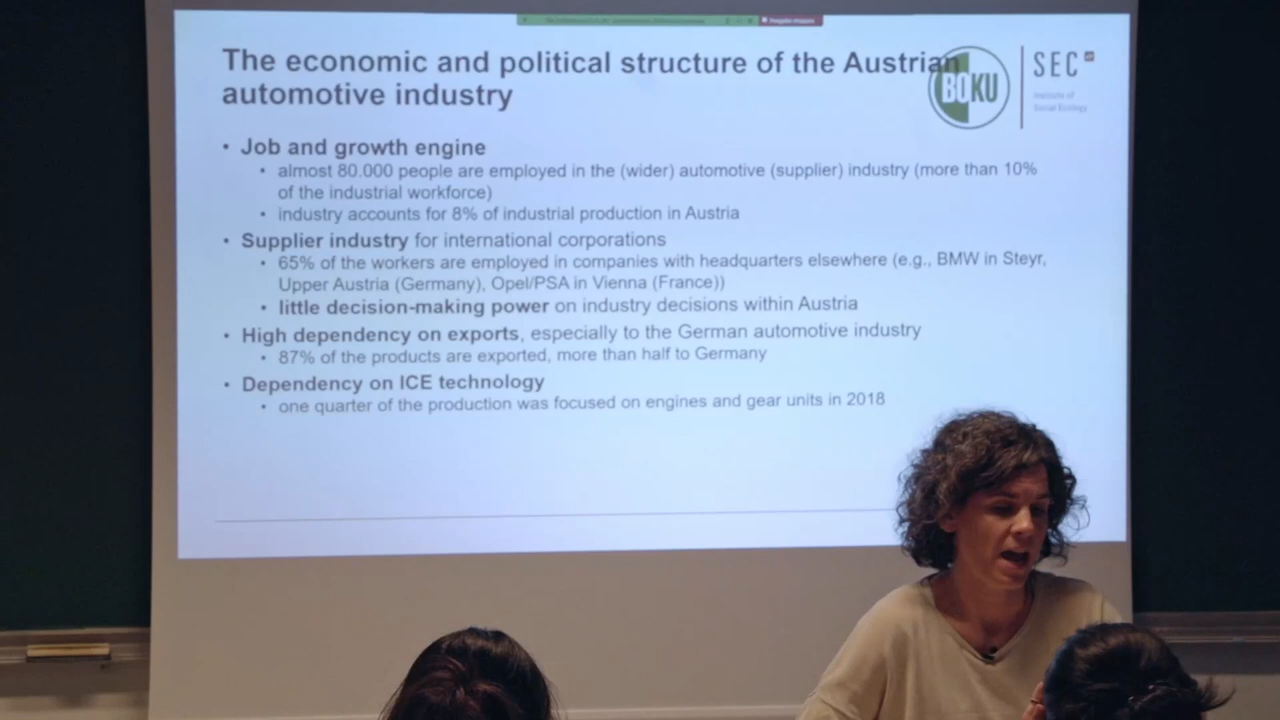 The economic and political structure of the Austrian
automotive industry
BOKU
SEC
Institute of
Social Ecology
• Job and growth engine
• almost 80.000 people are employed in the (wider) automotive (supplier) industry (more than 10%
of the industrial workforce)
• industry accounts for 8% of industrial production in Austria
• Supplier industry for international corporations
• 65% of the workers are employed in companies with headquarters elsewhere (e.g., BMW in Steyr,
Upper Austria (Germany), Opel/PSA in Vienna (France))
• little decision-making power on industry decisions within Austria
• High dependency on exports, especially to the German automotive industry
• 87% of the products are exported, more than half to Germany
• Dependency on ICE technology
• one quarter of the production was focused on engines and gear units in 2018